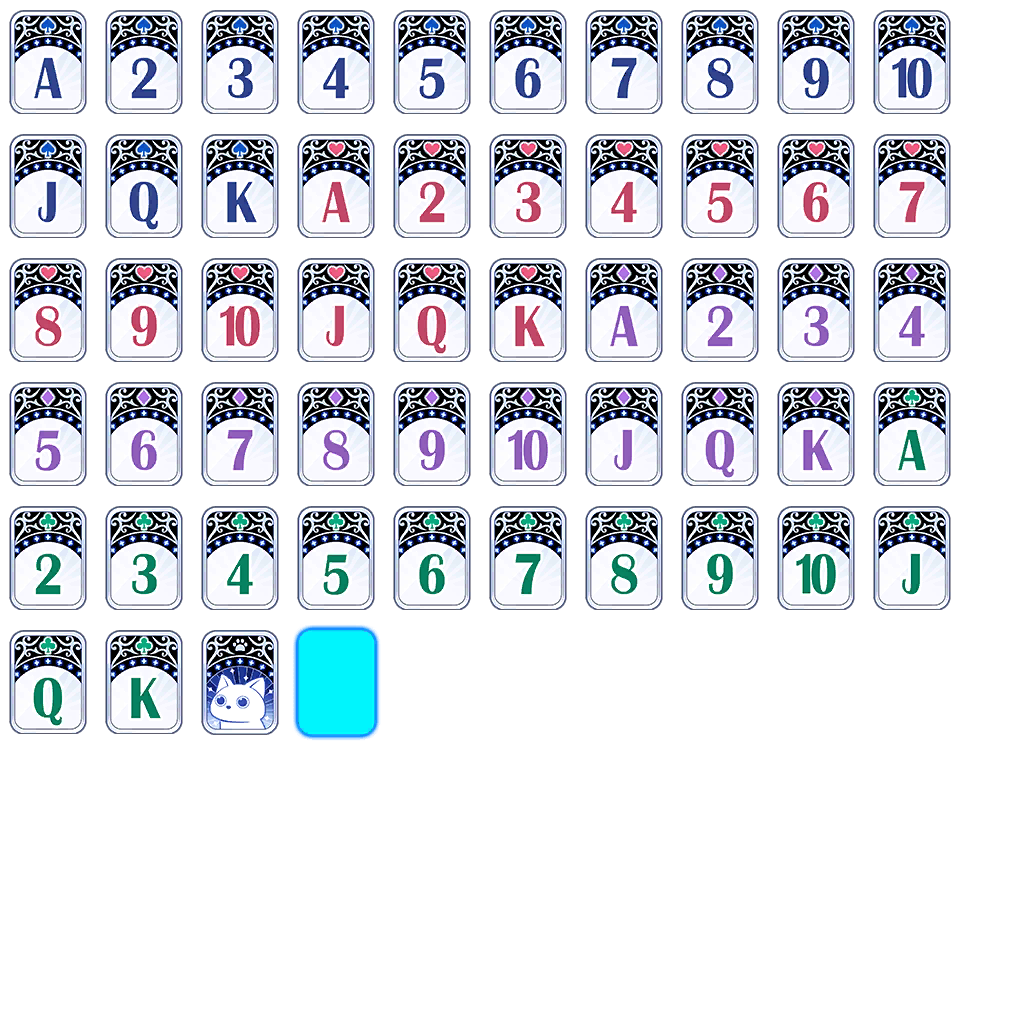 A 2 3 4 5 6 7 8 9 10
J Q K A 2 3 4 5 6 7
8 9 10 J Q K A 2 3 4
5 6 7 8 9 10 J Q K A
2 3 4 5 6 7 8 9 10 J
Q K